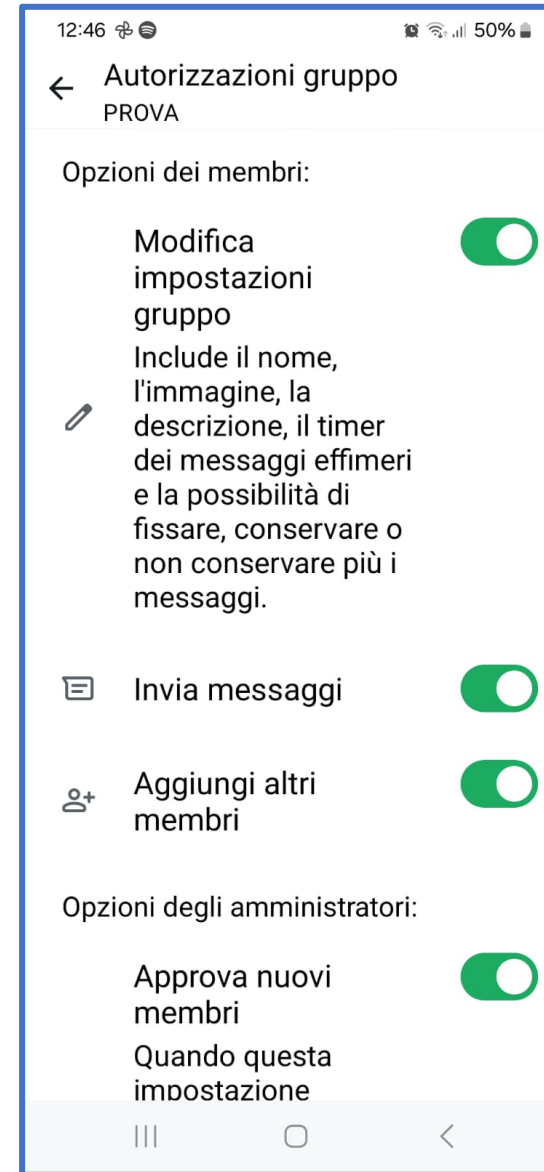 12:46 50%
Autorizzazioni gruppo
PROVA
Opzioni dei membri:
Modifica
impostazioni
gruppo
Include il nome,
l'immagine, la
descrizione, il timer
dei messaggi effimeri
e la possibilità di
fissare, conservare o
non conservare più i
messaggi.
Invia messaggi
Aggiungi altri
membri
Opzioni degli amministratori:
Approva nuovi
membri
Quando questa
impostazione